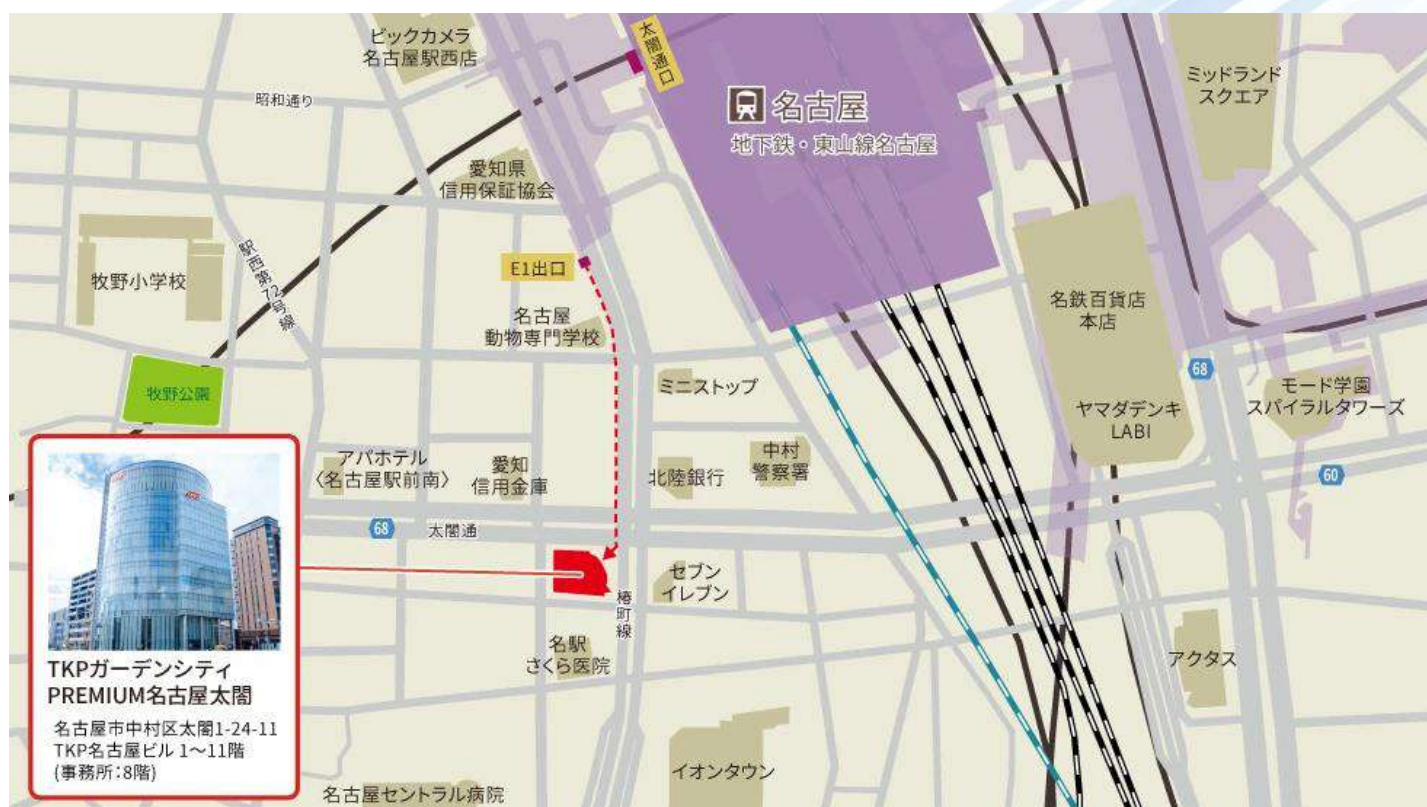 ビックカメラ
名古屋駅西店
太閤通口
ミッドランド
スクエア
昭和通り
名古屋
地下鉄・東山線名古屋
愛知県
信用保証協会
駅西第72号線
E1出口
牧野小学校
名古屋
動物専門学校
名鉄百貨店
本店
牧野公園
ミニストップ
68
モード学園
スパイラルタワーズ
ヤマダデンキ
LABI
アパホテル
〈名古屋駅前南〉
愛知
信用金庫
北陸銀行
中村
警察署
60
68
太閤通
セブン
イレブン
椿町線
名駅
さくら医院
アクタス
TKPガーデンシティ
PREMIUM名古屋太閤
名古屋市中村区太閤1-24-11
TKP名古屋ビル 1〜11階
(事務所:8階)
イオンタウン
名古屋セントラル病院